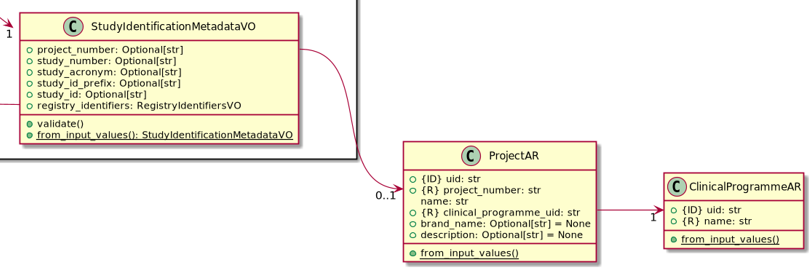 C StudyIdentificationMetadataVO
project_number: Optional[str]
study_number: Optional[str]
study_acronym: Optional[str]
study_id_prefix: Optional[str]
study_id: Optional[str]
registry_identifiers: RegistryIdentifiersVO
validate()
from_input_values(): StudyIdentificationMetadataVO
1
0..1
C ProjectAR
{ID} uid: str
{R} project_number: str
name: str
{R} clinical_programme_uid: str
brand_name: Optional[str] = None
description: Optional[str] = None
from_input_values()
1
C ClinicalProgrammeAR
{ID} uid: str
{R} name: str
from_input_values()